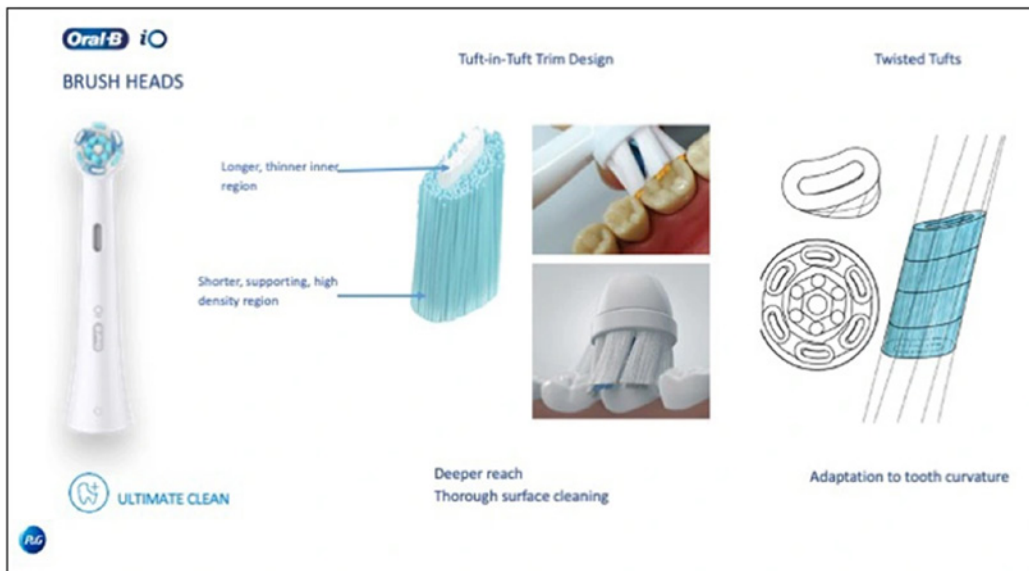 Oral-B iO
BRUSH HEADS
Tuft-in-Tuft Trim Design
Twisted Tufts
Longer, thinner inner
region
Shorter, supporting, high
density region
Deeper reach
Thorough surface cleaning
Adaptation to tooth curvature
ULTIMATE CLEAN
P&G